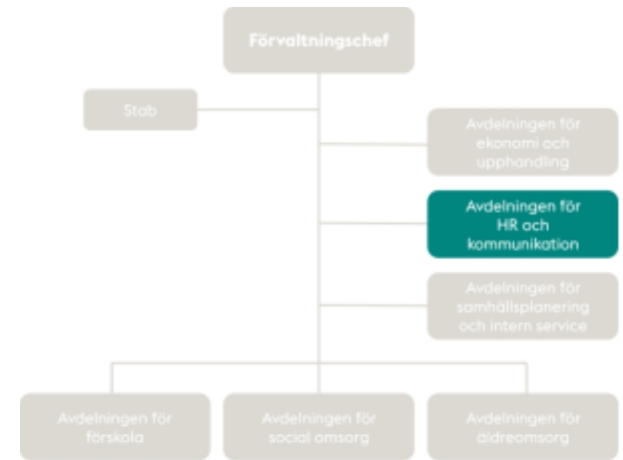 Förvaltningschef
Stab
Avdelningen för
ekonomi och
upphandling
Avdelningen för
HR och
kommunikation
Avdelningen för
samhällsplanering
och intern service
Avdelningen för
förskola
Avdelningen för
social omsorg
Avdelningen för
äldreomsorg